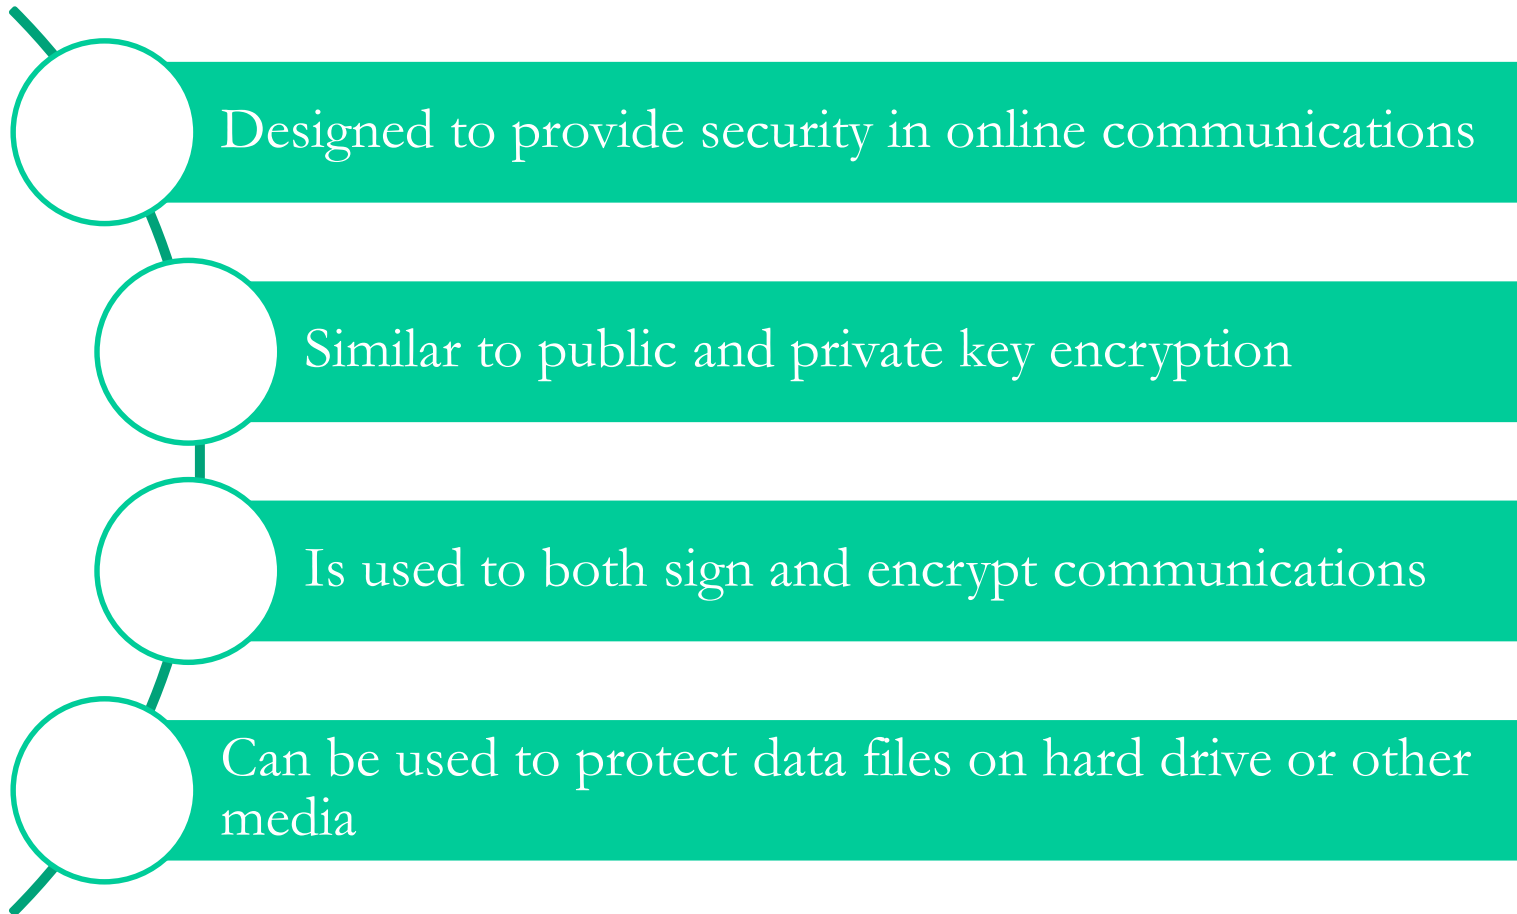 Designed to provide security in online communications
Similar to public and private key encryption
Is used to both sign and encrypt communications
Can be used to protect data files on hard drive or other
media